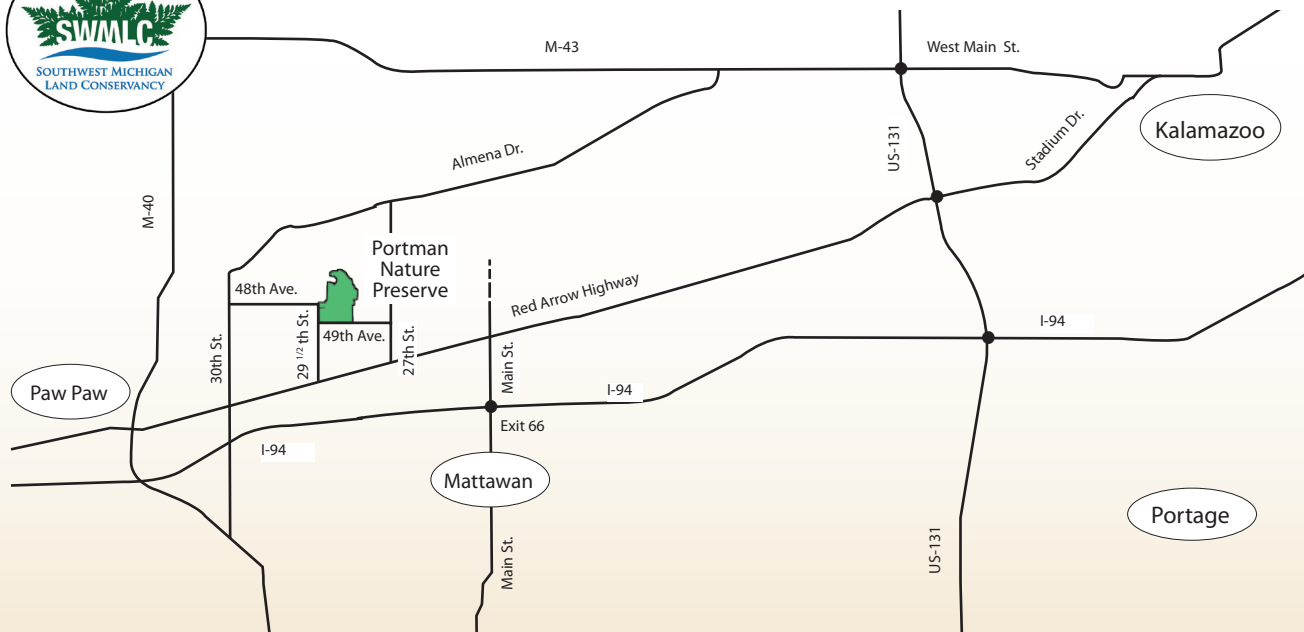 SWMLC
SOUTHWEST MICHIGAN
LAND CONSERVANCY
M-43
West Main St.
Kalamazoo
US-131
Stadium Dr.
Almena Dr.
M-40
Portman
Nature
Preserve
48th Ave.
Red Arrow Highway
29 1/2 th St.
49th Ave.
27th St.
30th St.
Main St.
I-94
Paw Paw
I-94
Exit 66
I-94
Mattawan
Portage
US-131
Main St.